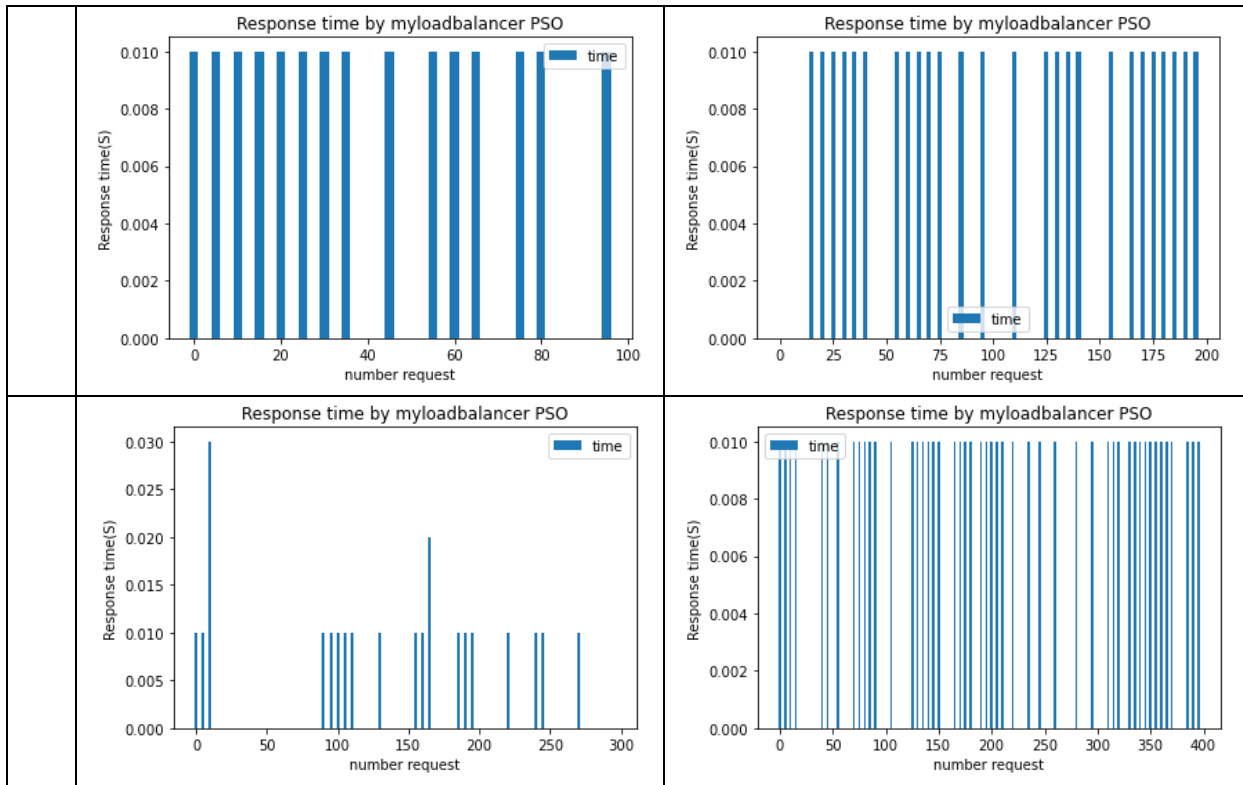 Response time by myloadbalancer PSO
time
0.010
0.008
0.006
0.004
0.002
0.000
Response time(S)
0 20 40 60 80 100
number request
Response time by myloadbalancer PSO
0.010
0.008
0.006
0.004
0.002
0.000
Response time(S)
time
0 25 50 75 100 125 150 175 200
number request
Response time by myloadbalancer PSO
time
0.030
0.025
0.020
0.015
0.010
0.005
0.000
Response time(S)
0 50 100 150 200 250 300
number request
Response time by myloadbalancer PSO
time
0.010
0.008
0.006
0.004
0.002
0.000
Response time(S)
0 50 100 150 200 250 300 350 400
number request